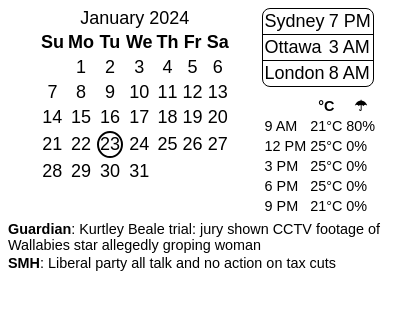 January 2024
Su Mo Tu We Th Fr Sa
1 2 3 4 5 6
7 8 9 10 11 12 13
14 15 16 17 18 19 20
21 22 23 24 25 26 27
28 29 30 31
Sydney 7 PM
Ottawa 3 AM
London 8 AM
°C ☂
9 AM 21°C 80%
12 PM 25°C 0%
3 PM 25°C 0%
6 PM 25°C 0%
9 PM 21°C 0%
Guardian: Kurtley Beale trial: jury shown CCTV footage of
Wallabies star allegedly groping woman
SMH: Liberal party all talk and no action on tax cuts